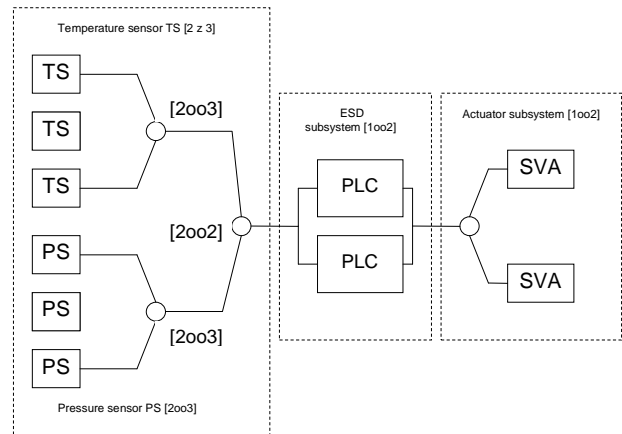 Temperature sensor TS [2 z 3]
TS
TS
TS
[2oo3]
[2oo2]
PS
PS
PS
[2oo3]
Pressure sensor PS [2oo3]
ESD
subsystem [1oo2]
PLC
PLC
Actuator subsystem [1oo2]
SVA
SVA